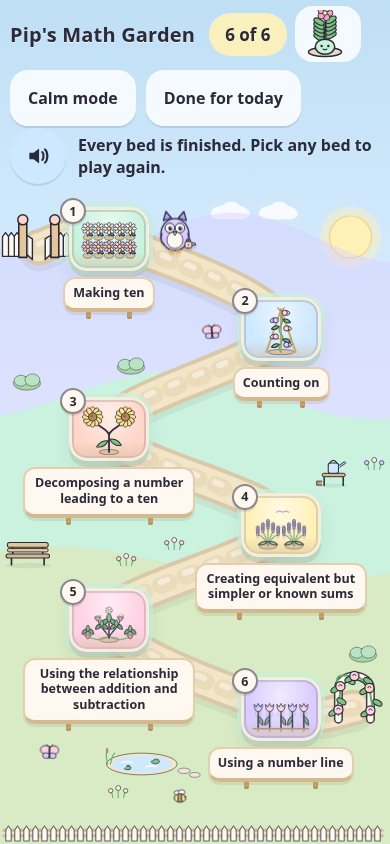 Pip's Math Garden
6 of 6
Calm mode
Done for today
Every bed is finished. Pick any bed to
play again.
1
Making ten
2
Counting on
3
Decomposing a number
leading to a ten
4
Creating equivalent but
simpler or known sums
5
Using the relationship
between addition and
subtraction
6
Using a number line